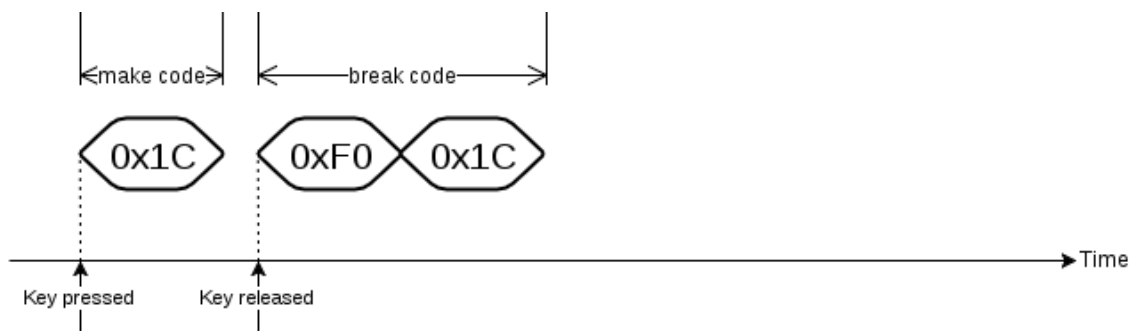 make code
break code
0x1C
0xF0
0x1C
Time
Key pressed
Key released